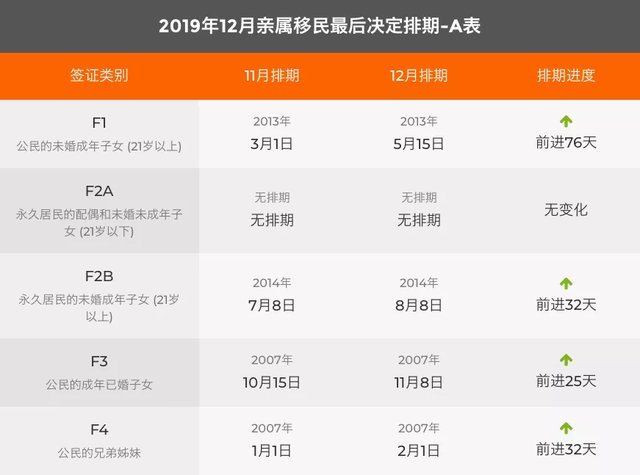 2019年12月亲属移民最后决定排期-A表
签证类别 11月排期 12月排期 排期进度
F1
公民的未婚成年子女 (21岁以上)
2013年
3月1日
2013年
5月15日
前进76天
F2A
永久居民的配偶和未婚未成年子
女 (21岁以下)
无排期
无排期
无排期
无排期
无变化
F2B
永久居民的未婚成年子女 (21岁
以上)
2014年
7月8日
2014年
8月8日
前进32天
F3
公民的成年已婚子女
2007年
10月15日
2007年
11月8日
前进25天
F4
公民的兄弟姊妹
2007年
1月1日
2007年
2月1日
前进32天